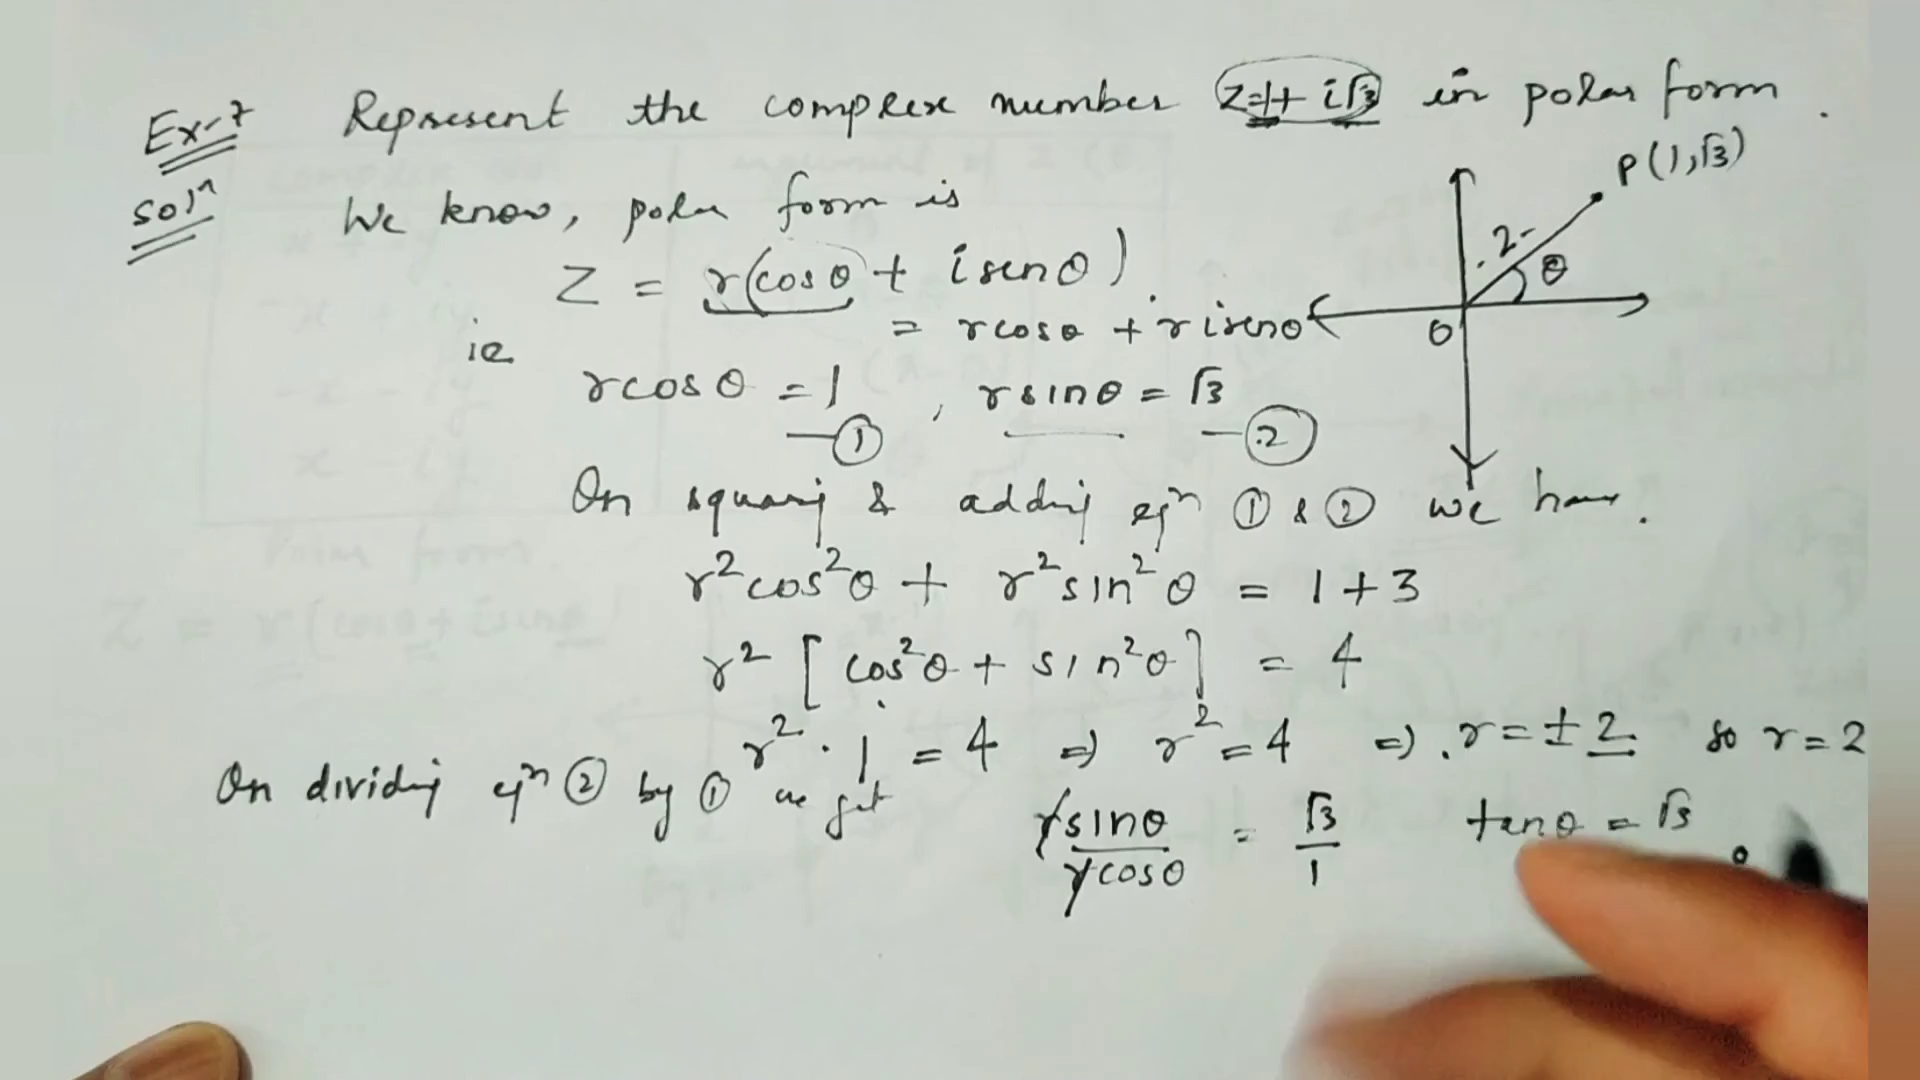 Ex-7 Represent the complex number Z=1+i√3 in polar form.
P(1,√3)
Solⁿ We know, polar form is
2
θ
Z = r(cosθ + isinθ)
O
= rcosθ + risinθ
ie
rcosθ = 1, rsinθ = √3
—① —②
On squaring & adding eqⁿ ① & ② we have.
r²cos²θ + r²sin²θ = 1+3
r² [cos²θ + sin²θ] = 4
r² · 1 = 4 ⇒ r² = 4 ⇒ r = ±2 so r = 2
On dividing eqⁿ ② by ① we get
rsinθ/rcosθ = √3/1 tanθ = √3